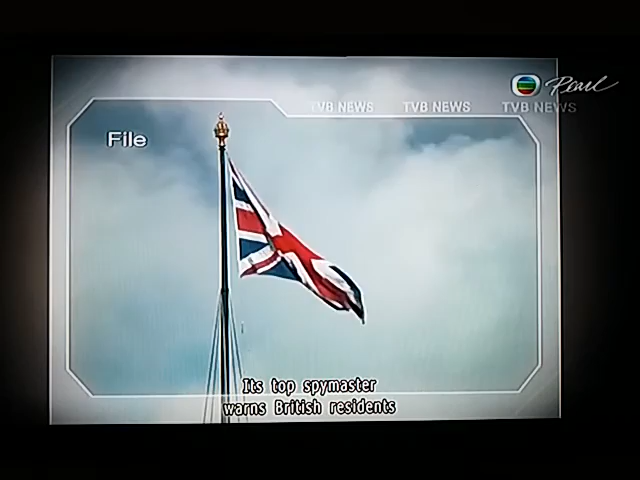 Pearl
TVB NEWS TVB NEWS TVB NEWS
File
Its top spymaster
warns British residents